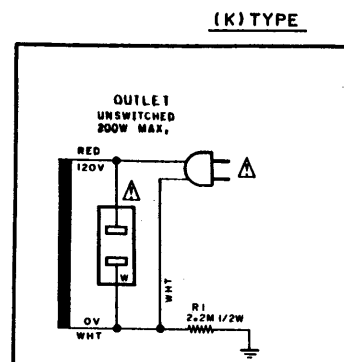 (K) TYPE
OUTLET
UNSWITCHED
200W MAX,
RED
120V
W
WHT
R1
2.2M 1/2W
0V
WHT